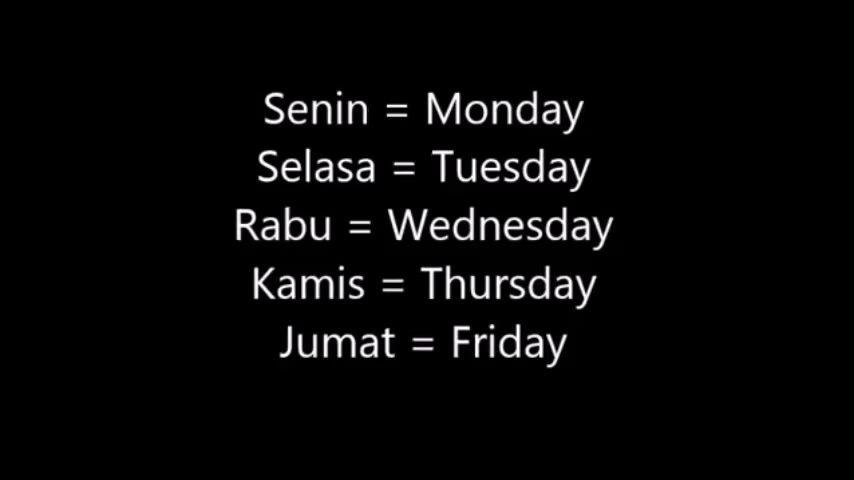 Senin = Monday
Selasa = Tuesday
Rabu = Wednesday
Kamis = Thursday
Jumat = Friday